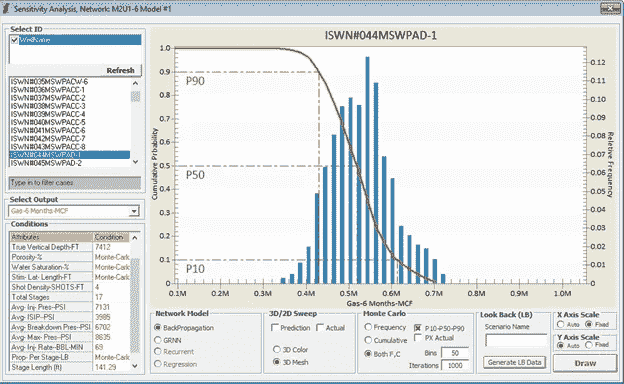 Sensitivity Analysis, Network: M2U1-6 Model #1
Select ID
WellName
Refresh
ISWN#035MSWPACW-6
ISWN#036MSWPACC-1
ISWN#037MSWPACC-2
ISWN#038MSWPACC-3
ISWN#039MSWPACC-4
ISWN#040MSWPACC-5
ISWN#041MSWPACC-6
ISWN#042MSWPACC-7
ISWN#043MSWPACC-8
ISWN#044MSWPAD-1
ISWN#045MSWPAD-2
Type in to filter cases
Select Output
Gas-6 Months-MCF
Conditions
Attributes Condition
True Vertical Depth-FT 7412
Porosity-% Monte-Carlo
Water Saturation-% Monte-Carlo
Stim- Lat- Length-FT Monte-Carlo
Shot Density-SHOTS-FT 4
Total Stages 17
Avg- Inj- Pres-PSI 7131
Avg- ISIP-PSI 3985
Avg- Breakdown Pres-PSI 6702
Avg- Max- Pres-PSI 8635
Avg- Inj- Rate-BBL-MIN 69
Prop- Per Stage-LB Monte-Carlo
Stage Length (ft) 141.29
ISWN#044MSWPAD-1
Cumulative Probability
1.0
0.9
0.8
0.7
0.6
0.5
0.4
0.3
0.2
0.1
0
P90
P50
P10
Relative Frequency
0.12
0.11
0.10
0.09
0.08
0.07
0.06
0.05
0.04
0.03
0.02
0.01
0
0.1M 0.2M 0.3M 0.4M 0.5M 0.6M 0.7M 0.8M 0.9M 1.0M
Gas-6 Months-MCF
Network Model
BackPropagation
GRNN
Recurrent
Regression
3D/2D Sweep
Prediction Actual
3D Color
3D Mesh
Monte Carlo
Frequency P10-P50-P90
Cumulative PX Actual
Both F,C Bins 50
Iterations 1000
Look Back (LB)
Scenario Name
Generate LB Data
X Axis Scale
Auto Fixed
Y Axis Scale
Auto Fixed
Draw